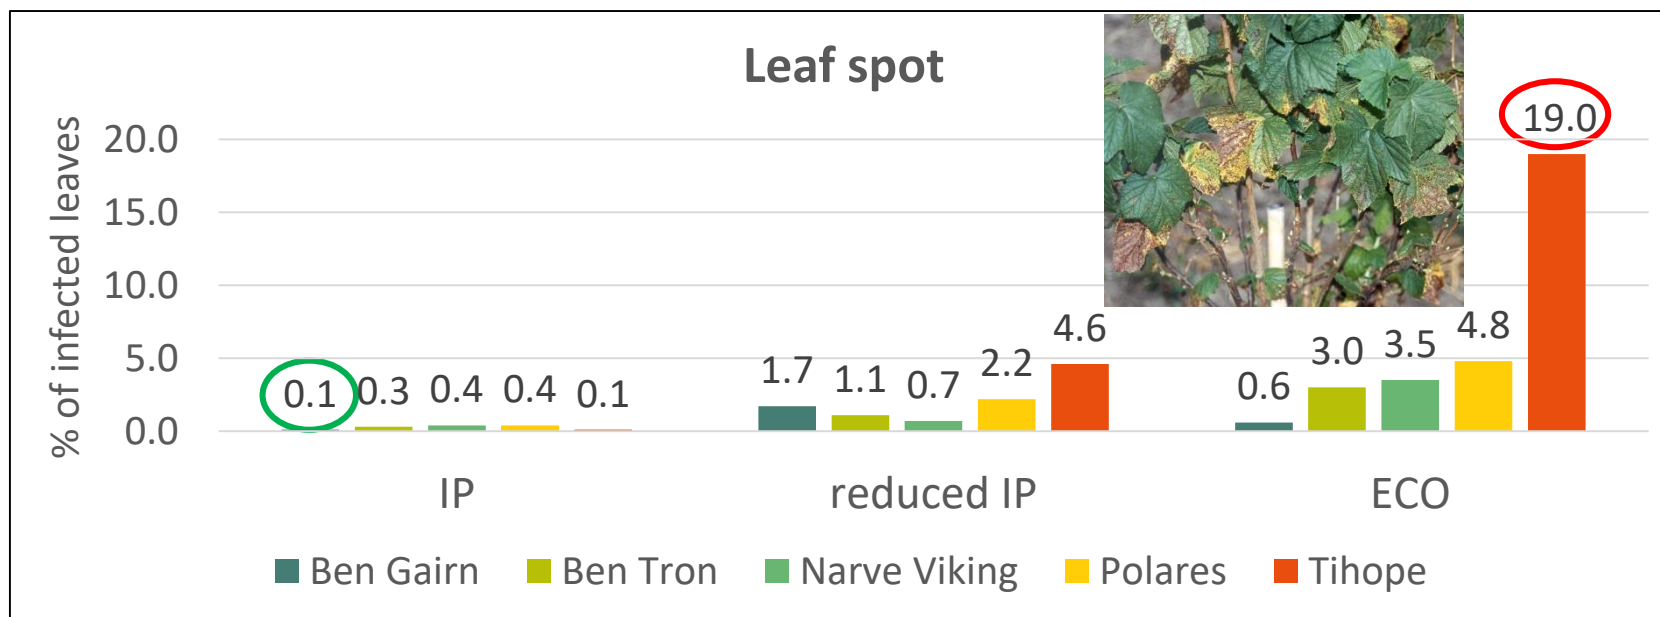 Leaf spot
% of infected leaves
20.0
15.0
10.0
5.0
0.0
0.1 0.3 0.4 0.4 0.1
1.7 1.1 0.7 2.2 4.6
0.6 3.0 3.5 4.8 19.0
IP reduced IP ECO
Ben Gairn Ben Tron Narve Viking Polares Tihope